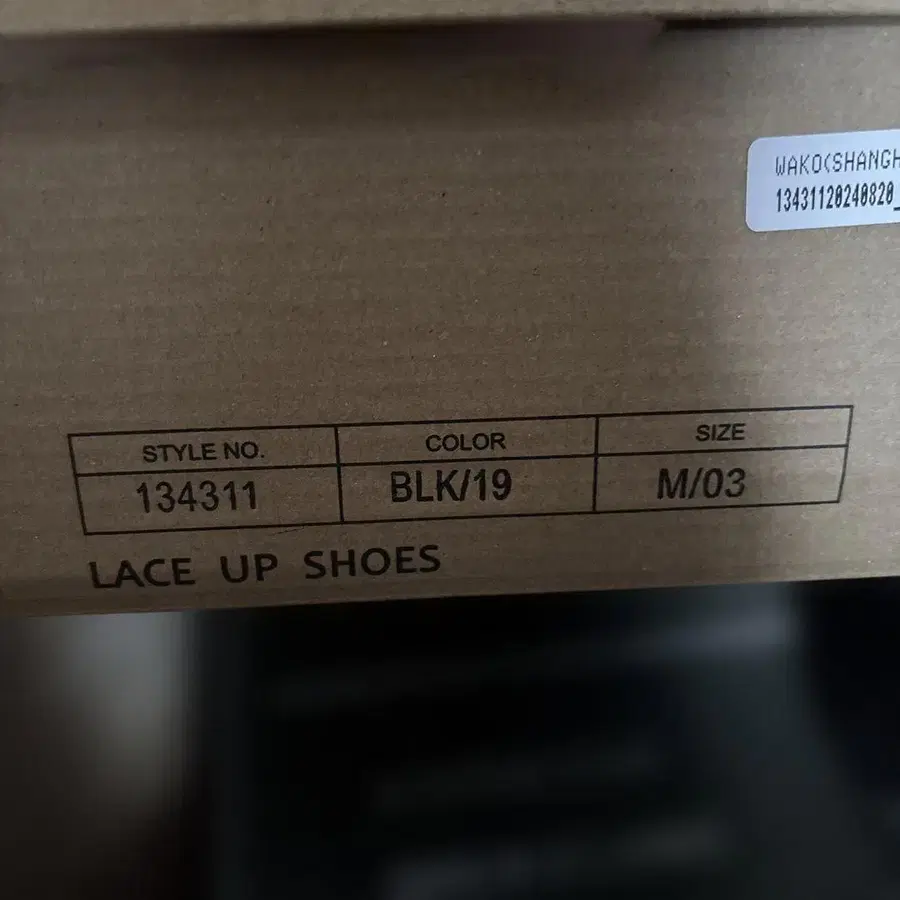 WAKO(SHANGH
13431120240820_
STYLE NO. COLOR SIZE
134311 BLK/19 M/03
LACE UP SHOES